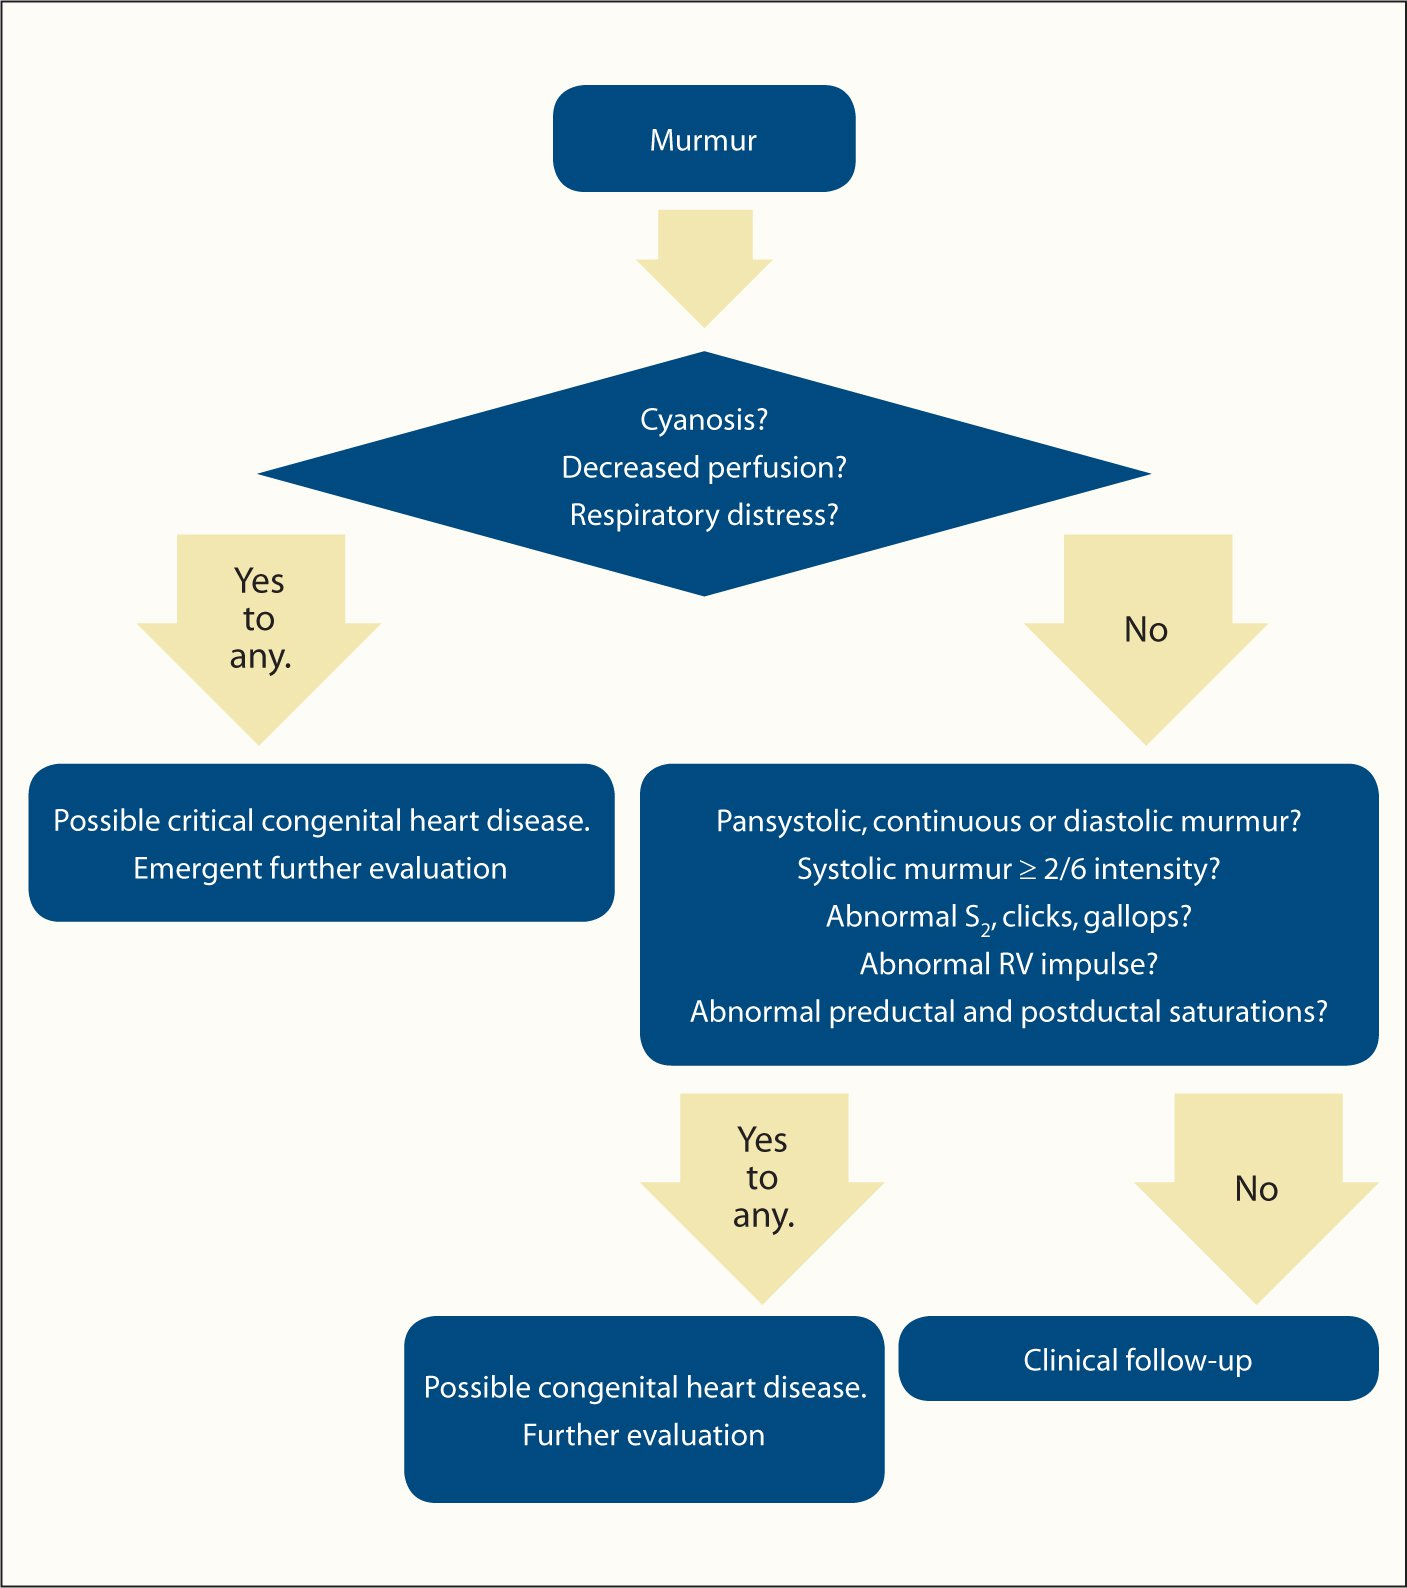 Murmur
Cyanosis?
Decreased perfusion?
Respiratory distress?
Yes
to
any.
No
Possible critical congenital heart disease.
Emergent further evaluation
Pansystolic, continuous or diastolic murmur?
Systolic murmur ≥ 2/6 intensity?
Abnormal S2, clicks, gallops?
Abnormal RV impulse?
Abnormal preductal and postductal saturations?
Yes
to
any.
No
Possible congenital heart disease.
Further evaluation
Clinical follow-up